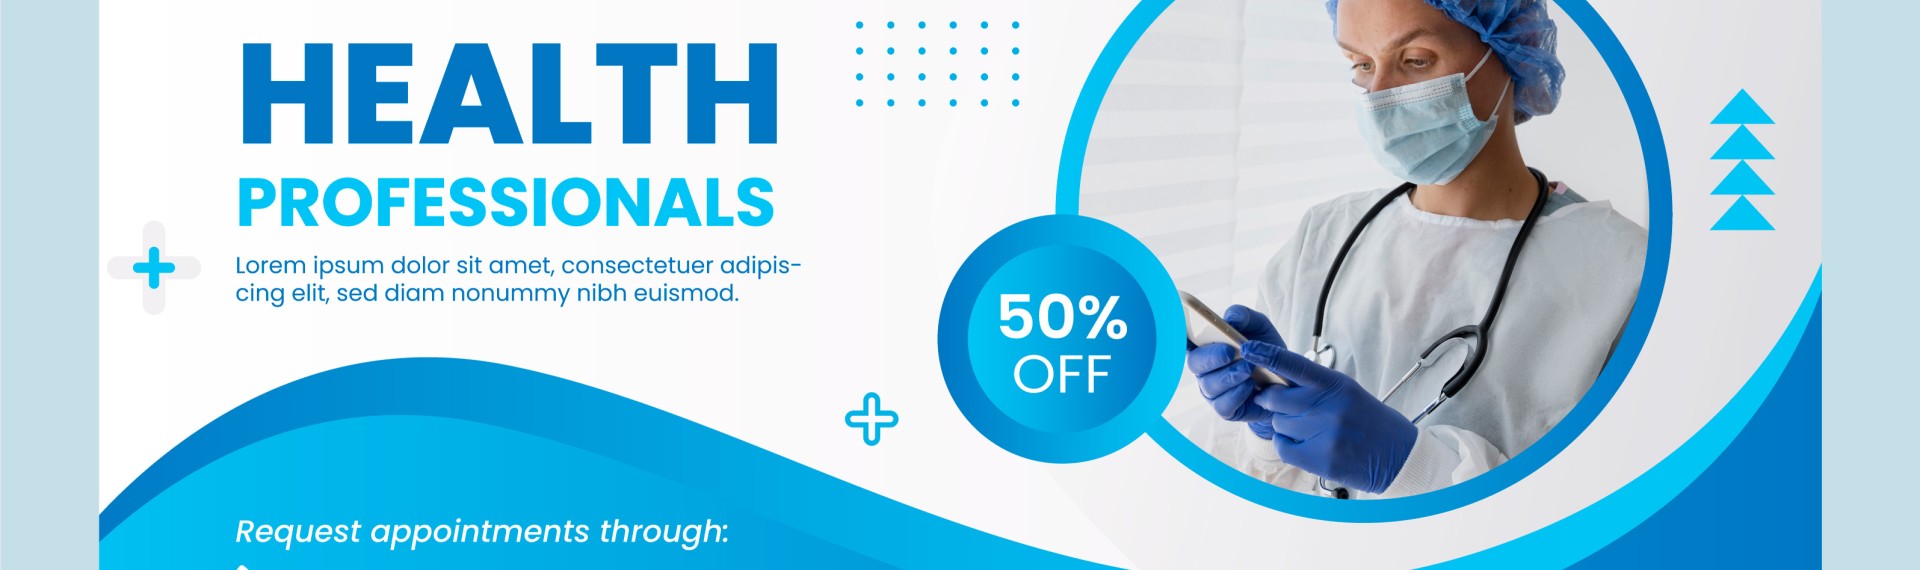 HEALTH
PROFESSIONALS
Lorem ipsum dolor sit amet, consectetuer adipis-
cing elit, sed diam nonummy nibh euismod.
50%
OFF
Request appointments through: